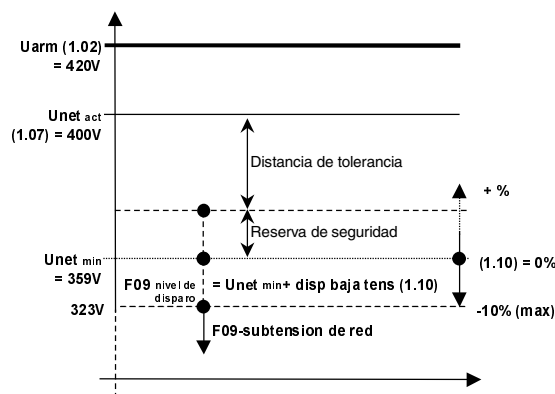 Uarm (1.02)
= 420V
Unet act
(1.07) = 400V
Distancia de tolerancia
+ %
Reserva de seguridad
Unet min
= 359V
(1.10) = 0%
F09 nivel de
disparo
= Unet min+ disp baja tens (1.10)
323V
-10% (max)
F09-subtension de red